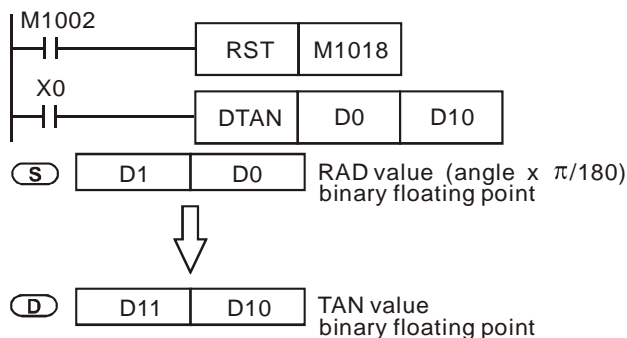 M1002
RST M1018
X0
DTAN D0 D10
S D1 D0 RAD value (angle x π/180)
binary floating point
D D11 D10 TAN value
binary floating point